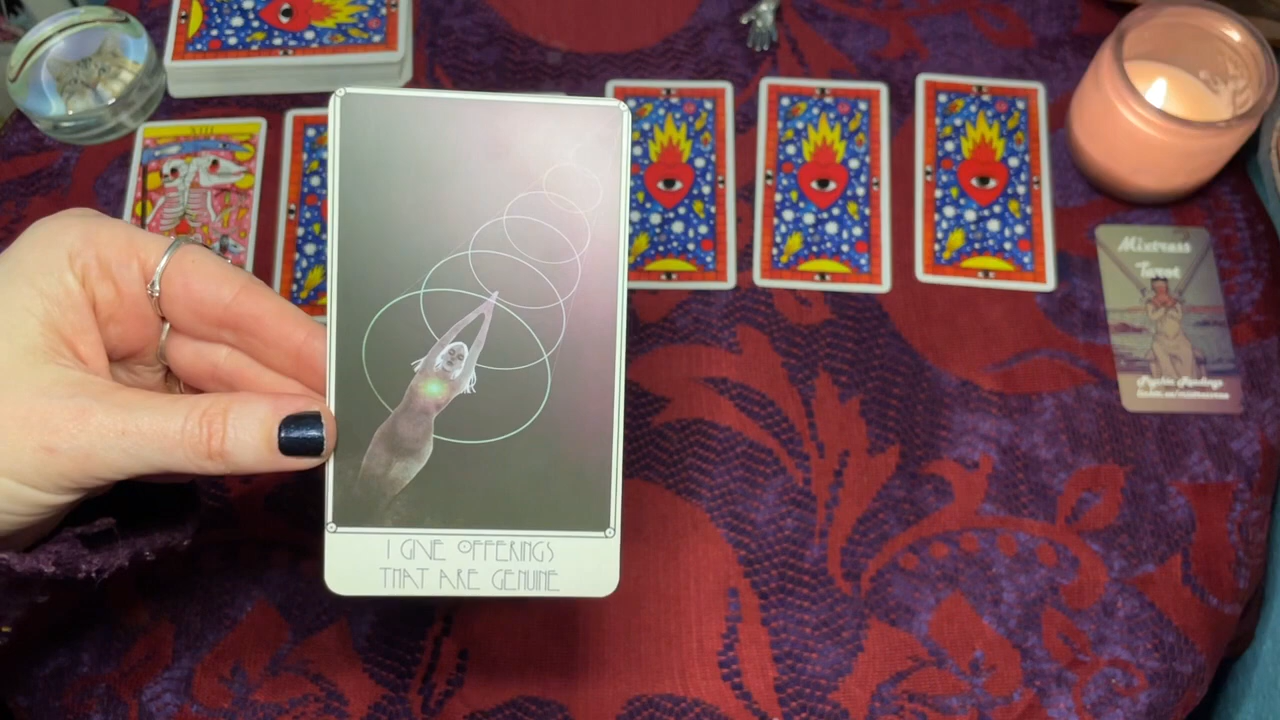 I GIVE OFFERINGS
THAT ARE GENUINE
Mixtress
Tarot
Psychic Readings